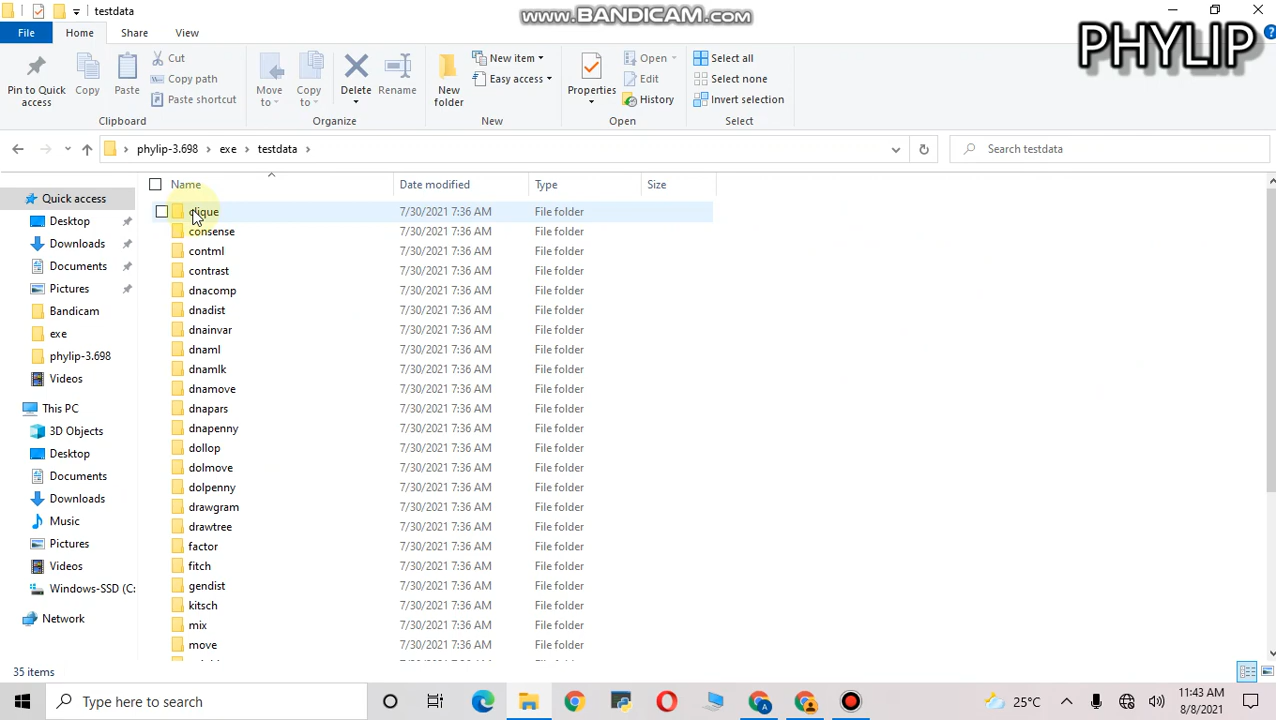 testdata
www.BANDICAM.com
PHYLIP
File Home Share View
Pin to Quick access
Copy
Paste
Cut
Copy path
Paste shortcut
Clipboard
Move to
Copy to
Delete
Rename
Organize
New folder
New item
Easy access
New
Properties
Open
Edit
History
Open
Select all
Select none
Invert selection
Select
phylip-3.698 exe testdata
Search testdata
Name Date modified Type Size
Quick access
Desktop
Downloads
Documents
Pictures
Bandicam
exe
phylip-3.698
Videos
This PC
3D Objects
Desktop
Documents
Downloads
Music
Pictures
Videos
Windows-SSD (C:
Network
clique 7/30/2021 7:36 AM File folder
consense 7/30/2021 7:36 AM File folder
contml 7/30/2021 7:36 AM File folder
contrast 7/30/2021 7:36 AM File folder
dnacomp 7/30/2021 7:36 AM File folder
dnadist 7/30/2021 7:36 AM File folder
dnainvar 7/30/2021 7:36 AM File folder
dnaml 7/30/2021 7:36 AM File folder
dnamlk 7/30/2021 7:36 AM File folder
dnamove 7/30/2021 7:36 AM File folder
dnapars 7/30/2021 7:36 AM File folder
dnapenny 7/30/2021 7:36 AM File folder
dollop 7/30/2021 7:36 AM File folder
dolmove 7/30/2021 7:36 AM File folder
dolpenny 7/30/2021 7:36 AM File folder
drawgram 7/30/2021 7:36 AM File folder
drawtree 7/30/2021 7:36 AM File folder
factor 7/30/2021 7:36 AM File folder
fitch 7/30/2021 7:36 AM File folder
gendist 7/30/2021 7:36 AM File folder
kitsch 7/30/2021 7:36 AM File folder
mix 7/30/2021 7:36 AM File folder
move 7/30/2021 7:36 AM File folder
35 items
Type here to search
25°C
11:43 AM
8/8/2021